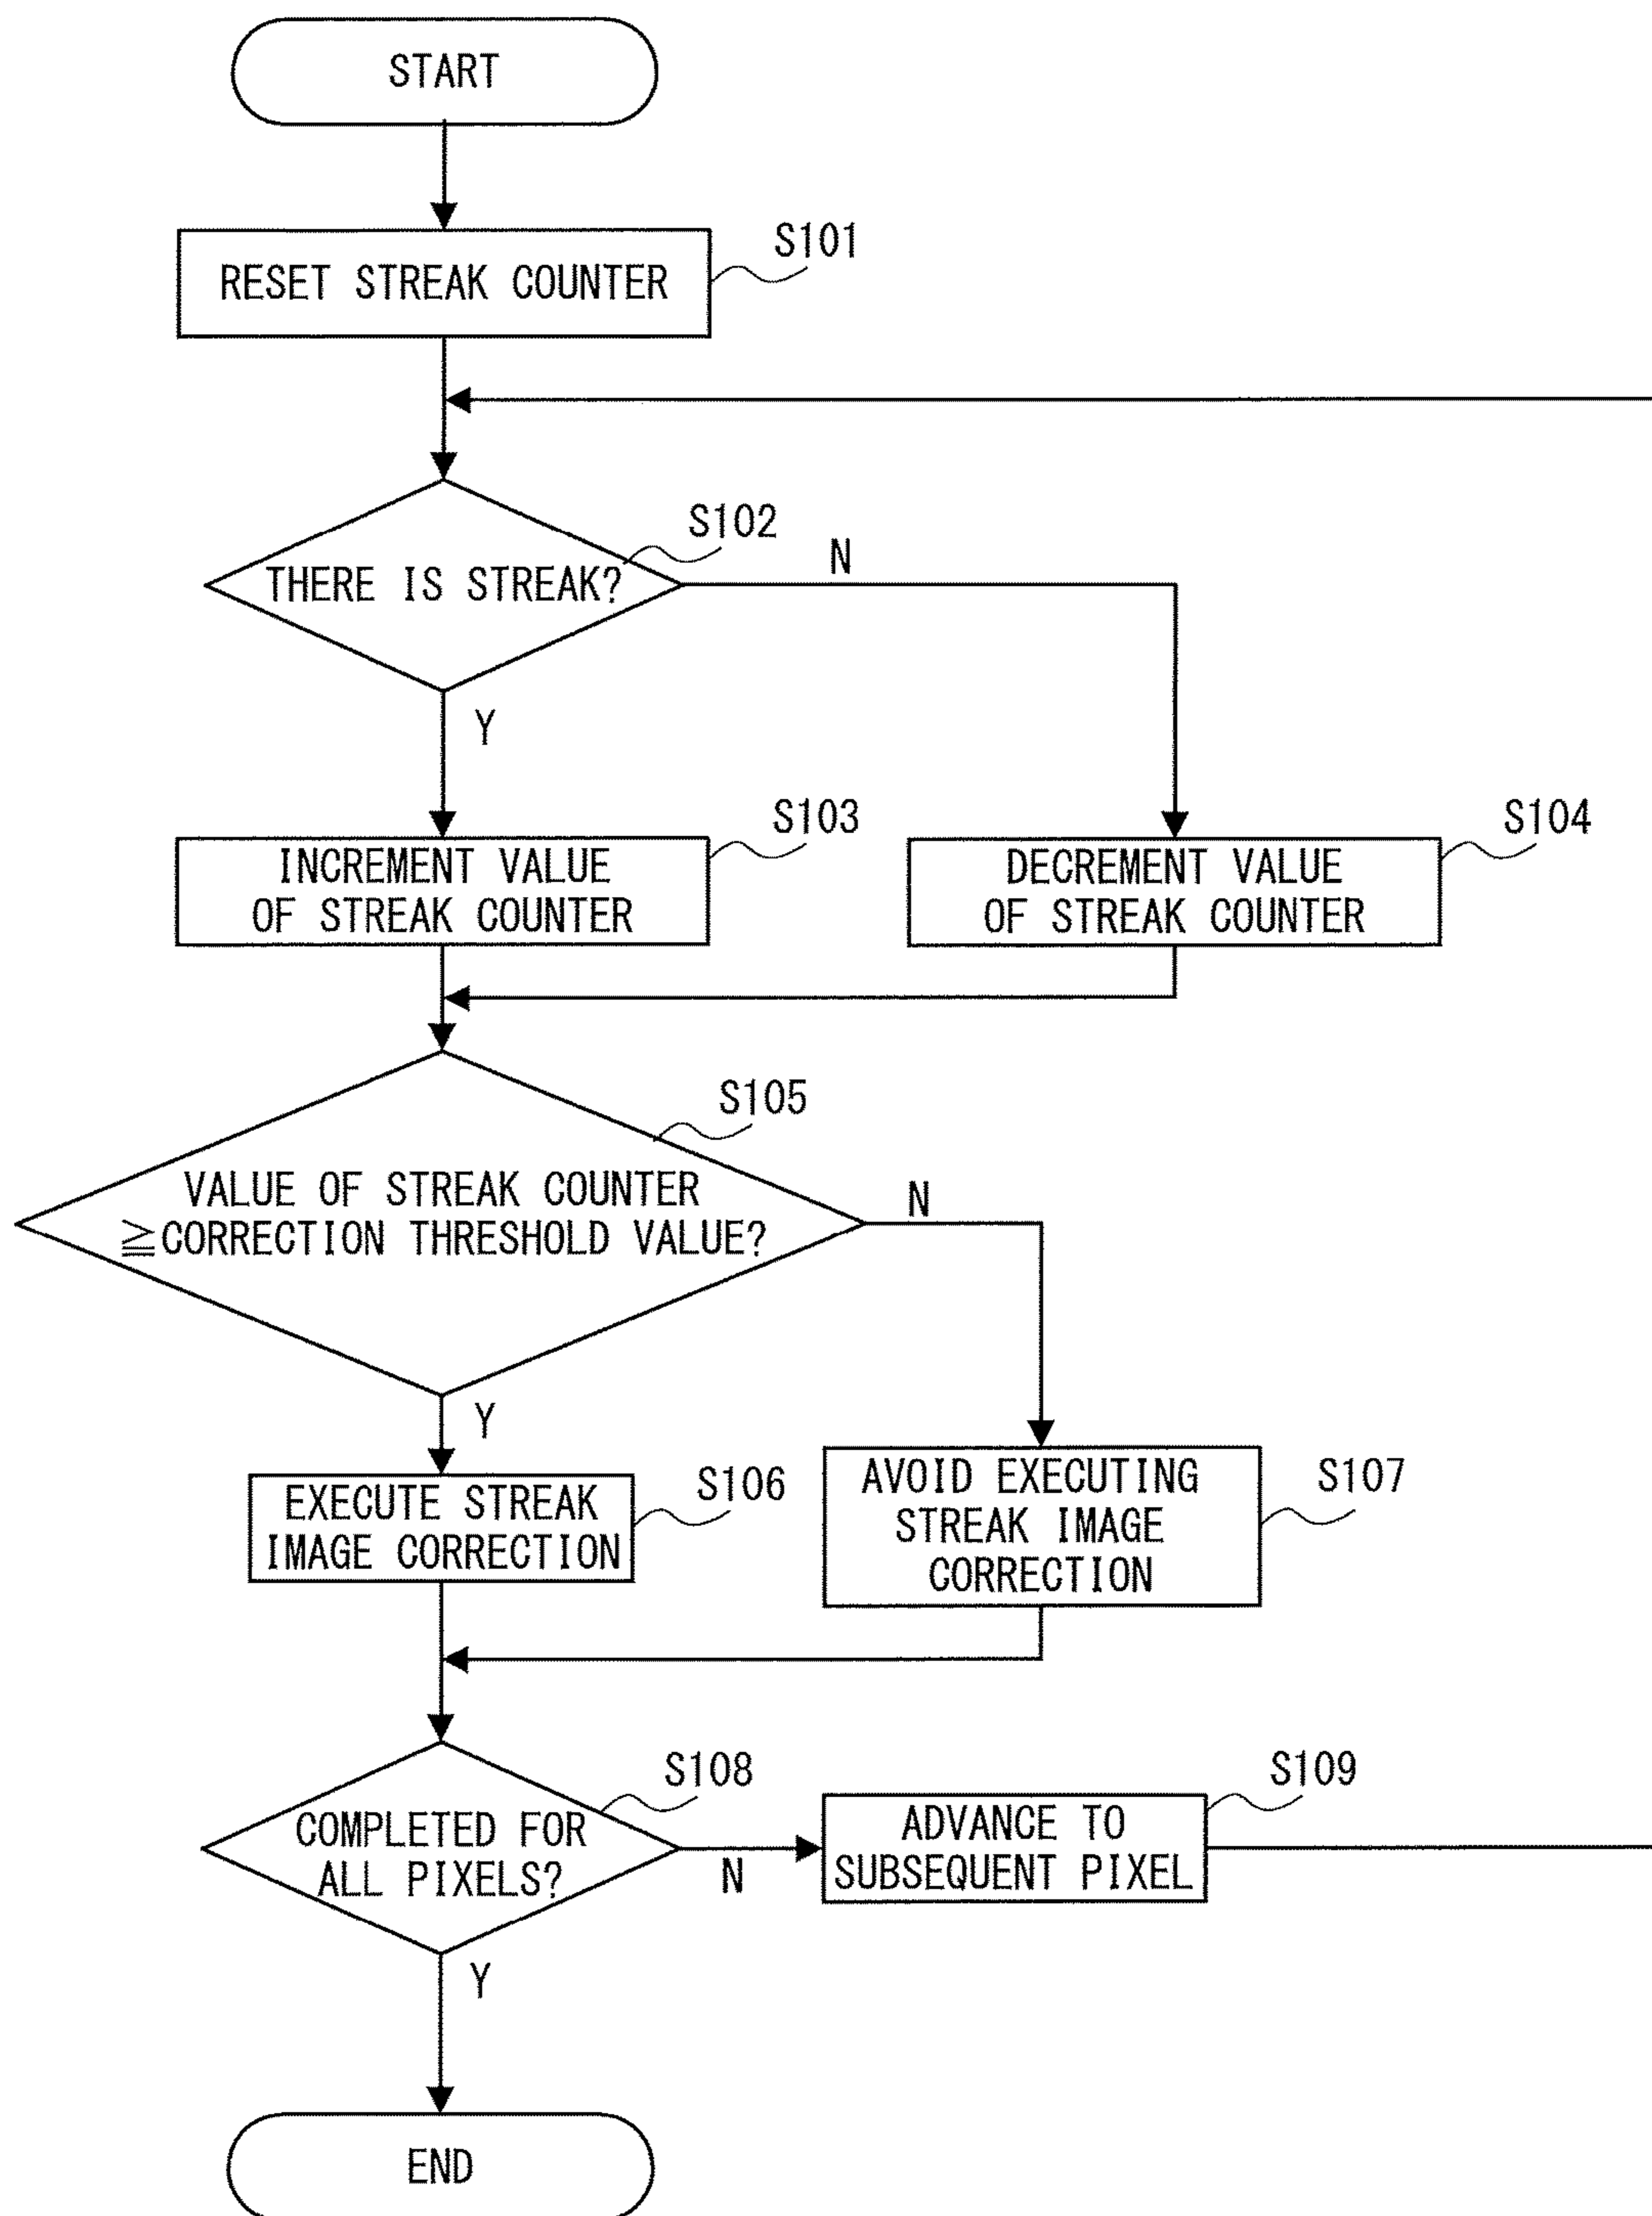 START
S101
RESET STREAK COUNTER
S102
N
THERE IS STREAK?
Y
S103
S104
INCREMENT VALUE
OF STREAK COUNTER
DECREMENT VALUE
OF STREAK COUNTER
S105
VALUE OF STREAK COUNTER
≧CORRECTION THRESHOLD VALUE?
N
Y
S106
EXECUTE STREAK
IMAGE CORRECTION
S107
AVOID EXECUTING
STREAK IMAGE
CORRECTION
S108
COMPLETED FOR
ALL PIXELS?
N
S109
ADVANCE TO
SUBSEQUENT PIXEL
Y
END